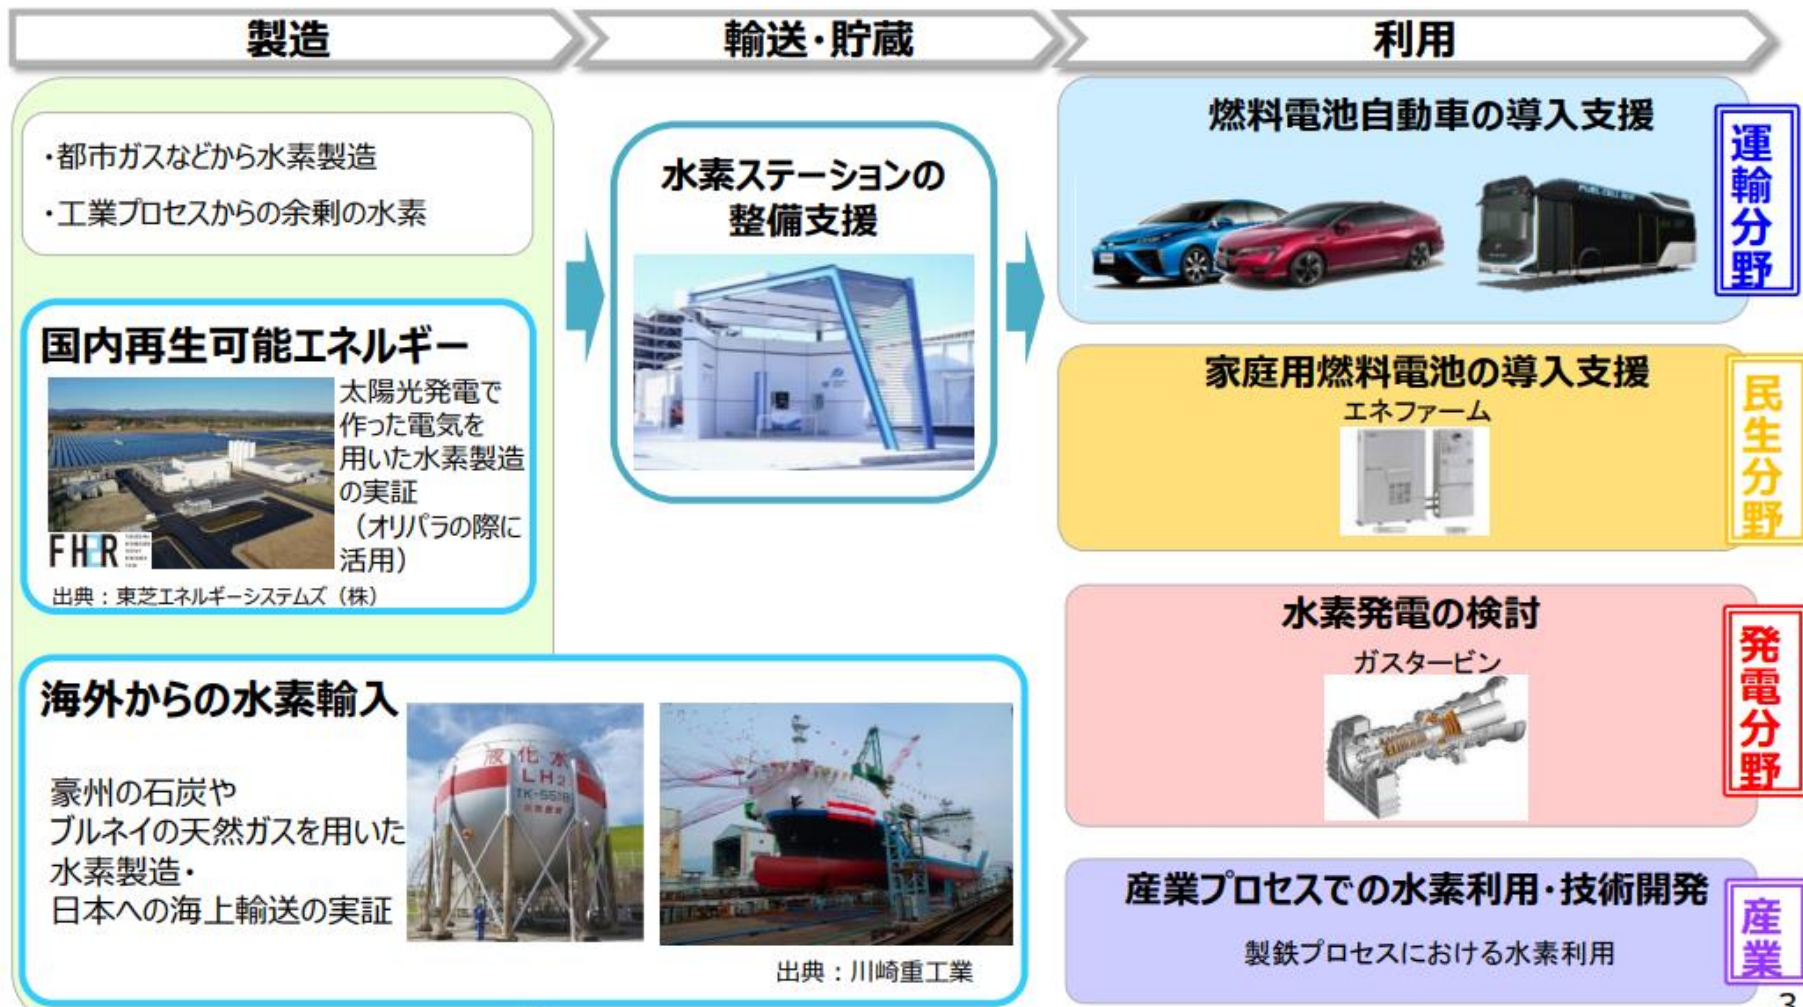 製造
輸送・貯蔵
利用
・都市ガスなどから水素製造
・工業プロセスからの余剰の水素
国内再生可能エネルギー
太陽光発電で
作った電気を
用いた水素製造
の実証
（オリパラの際に
活用）
FH2R
出典：東芝エネルギーシステムズ（株）
海外からの水素輸入
豪州の石炭や
ブルネイの天然ガスを用いた
水素製造・
日本への海上輸送の実証
液化水
LH2
出典：川崎重工業
水素ステーションの
整備支援
燃料電池自動車の導入支援
FUEL CELL BUS
運輸分野
家庭用燃料電池の導入支援
エネファーム
民生分野
水素発電の検討
ガスタービン
発電分野
産業プロセスでの水素利用・技術開発
製鉄プロセスにおける水素利用
産業
3